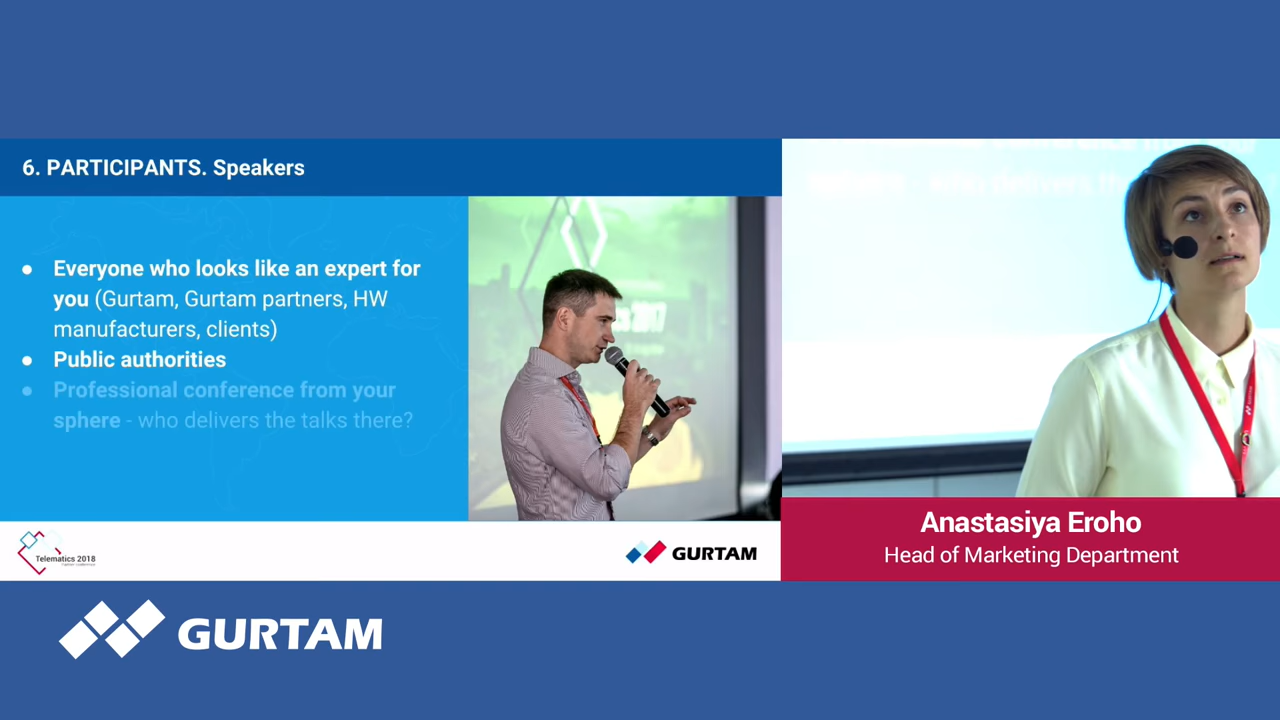 6. PARTICIPANTS. Speakers
● Everyone who looks like an expert for
you (Gurtam, Gurtam partners, HW
manufacturers, clients)
● Public authorities
● Professional conference from your
sphere - who delivers the talks there?
2017
Telematics 2018
GURTAM
Anastasiya Eroho
Head of Marketing Department
GURTAM